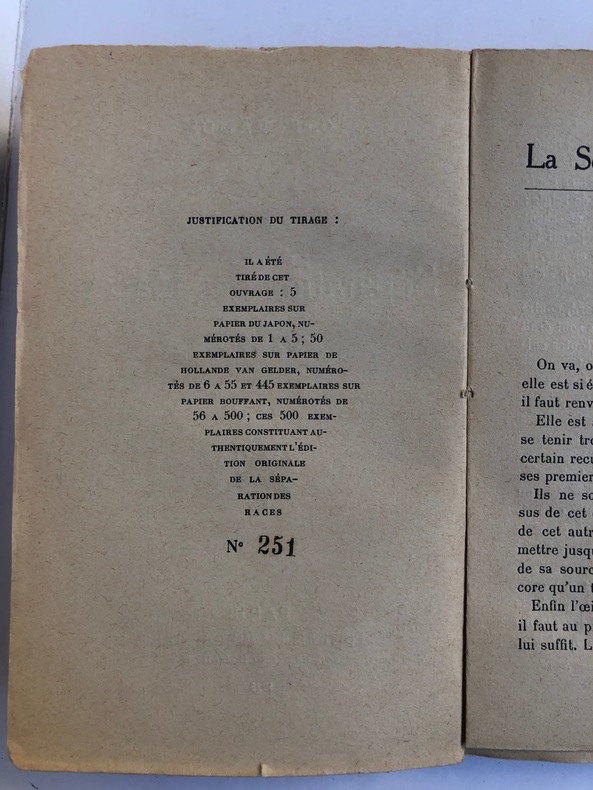 JUSTIFICATION DU TIRAGE :
IL A ÉTÉ
TIRÉ DE CET
OUVRAGE : 5
EXEMPLAIRES SUR
PAPIER DU JAPON, NU-
MÉROTÉS DE 1 A 5 ; 50
EXEMPLAIRES SUR PAPIER DE
HOLLANDE VAN GELDER, NUMÉRO-
TÉS DE 6 A 55 ET 445 EXEMPLAIRES SUR
PAPIER BOUFFANT, NUMÉROTÉS DE
56 A 500 ; CES 500 EXEM-
PLAIRES CONSTITUANT AU-
THENTIQUEMENT L'ÉDI-
TION ORIGINALE
DE LA SÉPA-
RATION DES
RACES
N° 251
La S
On va, o
elle est si é
il faut renv
Elle est
se tenir tr
certain rec
ses premier
Ils ne so
sus de cet
de cet autr
mettre jusq
de sa sourc
core qu'un
Enfin l'œi
il faut au p
lui suffit. L